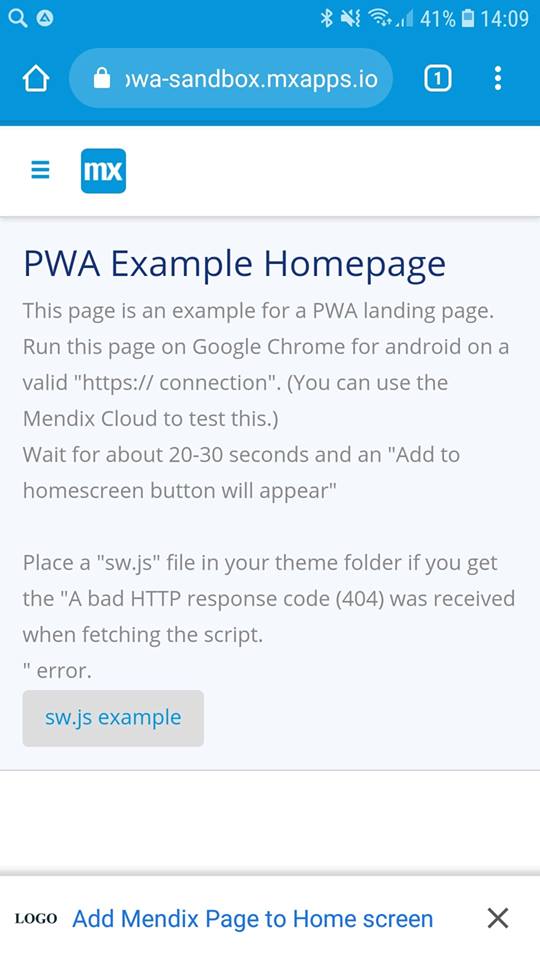 41% 14:09
wa-sandbox.mxapps.io
1
mx
PWA Example Homepage
This page is an example for a PWA landing page.
Run this page on Google Chrome for android on a
valid "https:// connection". (You can use the
Mendix Cloud to test this.)
Wait for about 20-30 seconds and an "Add to
homescreen button will appear"
Place a "sw.js" file in your theme folder if you get
the "A bad HTTP response code (404) was received
when fetching the script.
" error.
sw.js example
LOGO Add Mendix Page to Home screen